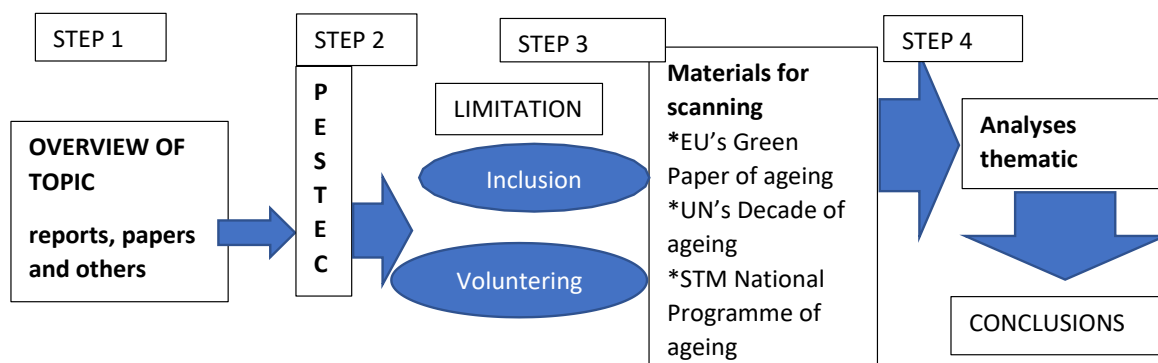 STEP 1
OVERVIEW OF
TOPIC
reports, papers
and others
STEP 2
P
E
S
T
E
C
STEP 3
LIMITATION
Inclusion
Voluntering
Materials for
scanning
*EU’s Green
Paper of ageing
*UN’s Decade of
ageing
*STM National
Programme of
ageing
STEP 4
Analyses
thematic
CONCLUSIONS